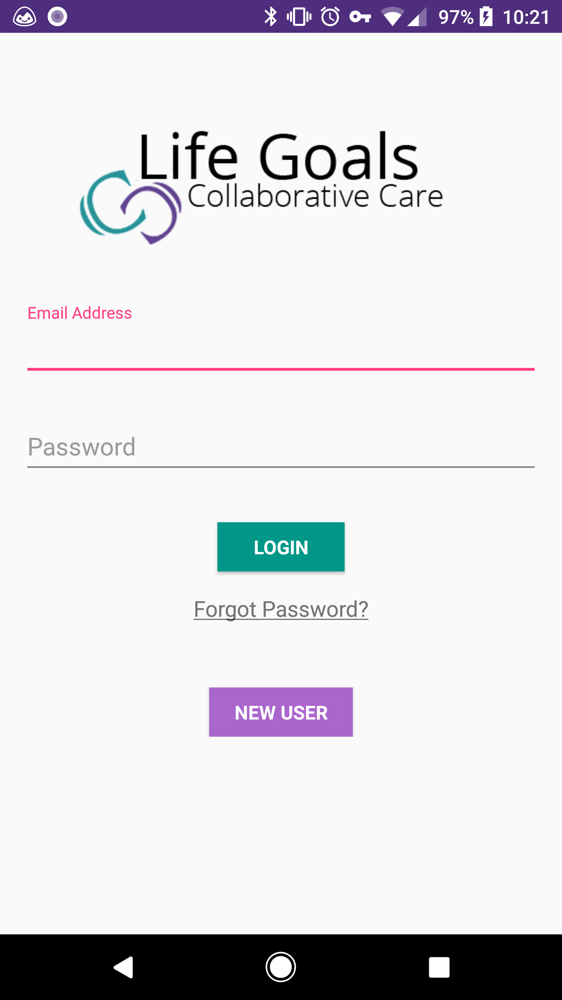 97% 10:21
Life Goals
Collaborative Care
Email Address
Password
LOGIN
Forgot Password?
NEW USER